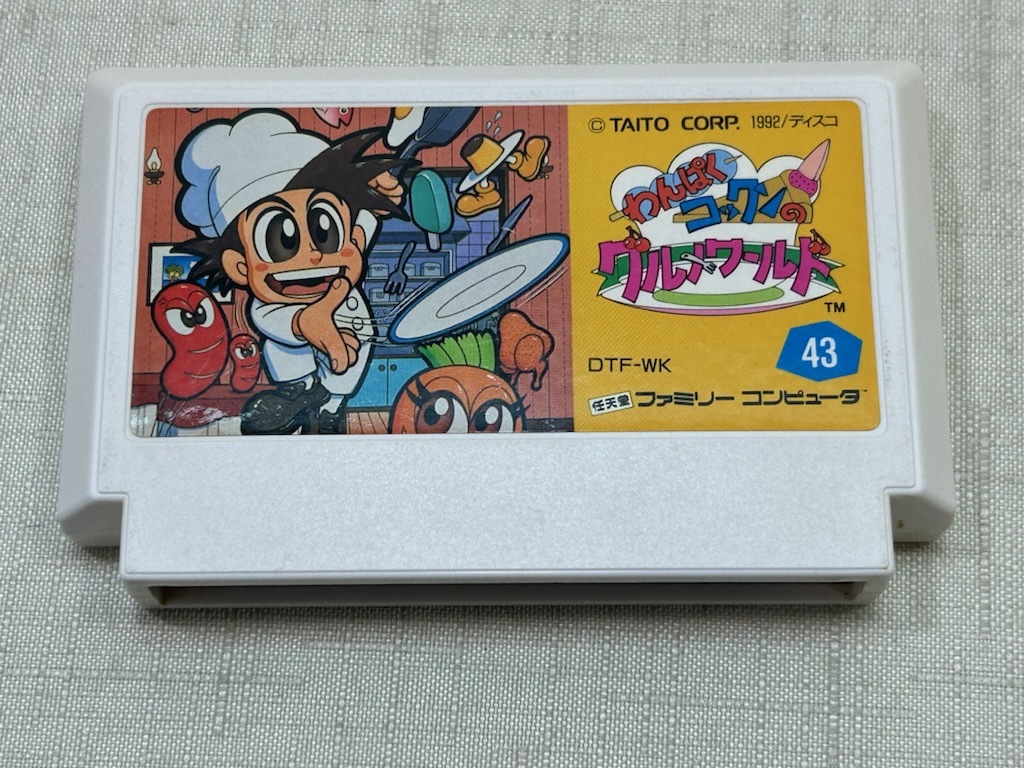 © TAITO CORP. 1992/ディスコ
わんぱく
コックンの
グルメワールド
TM
43
DTF-WK
任天堂 ファミリー コンピュータ™